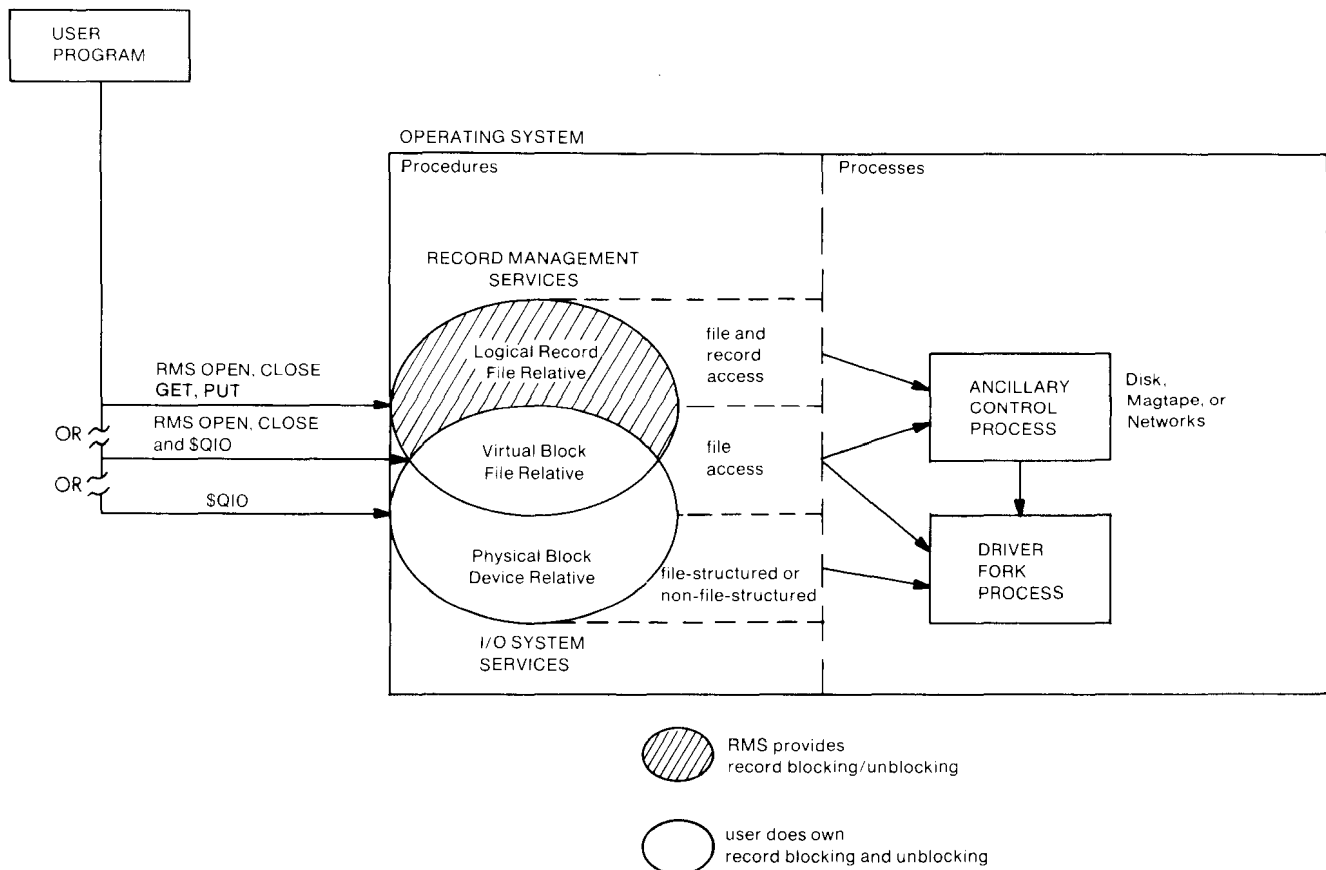 USER
PROGRAM
OPERATING SYSTEM
Procedures
Processes
RECORD MANAGEMENT
SERVICES
Logical Record
File Relative
file and
record
access
RMS OPEN, CLOSE
GET, PUT
OR
RMS OPEN, CLOSE
and $QIO
Virtual Block
File Relative
file
access
OR
$QIO
Physical Block
Device Relative
file-structured or
non-file-structured
I/O SYSTEM
SERVICES
ANCILLARY
CONTROL
PROCESS
Disk,
Magtape, or
Networks
DRIVER
FORK
PROCESS
RMS provides
record blocking/unblocking
user does own
record blocking and unblocking